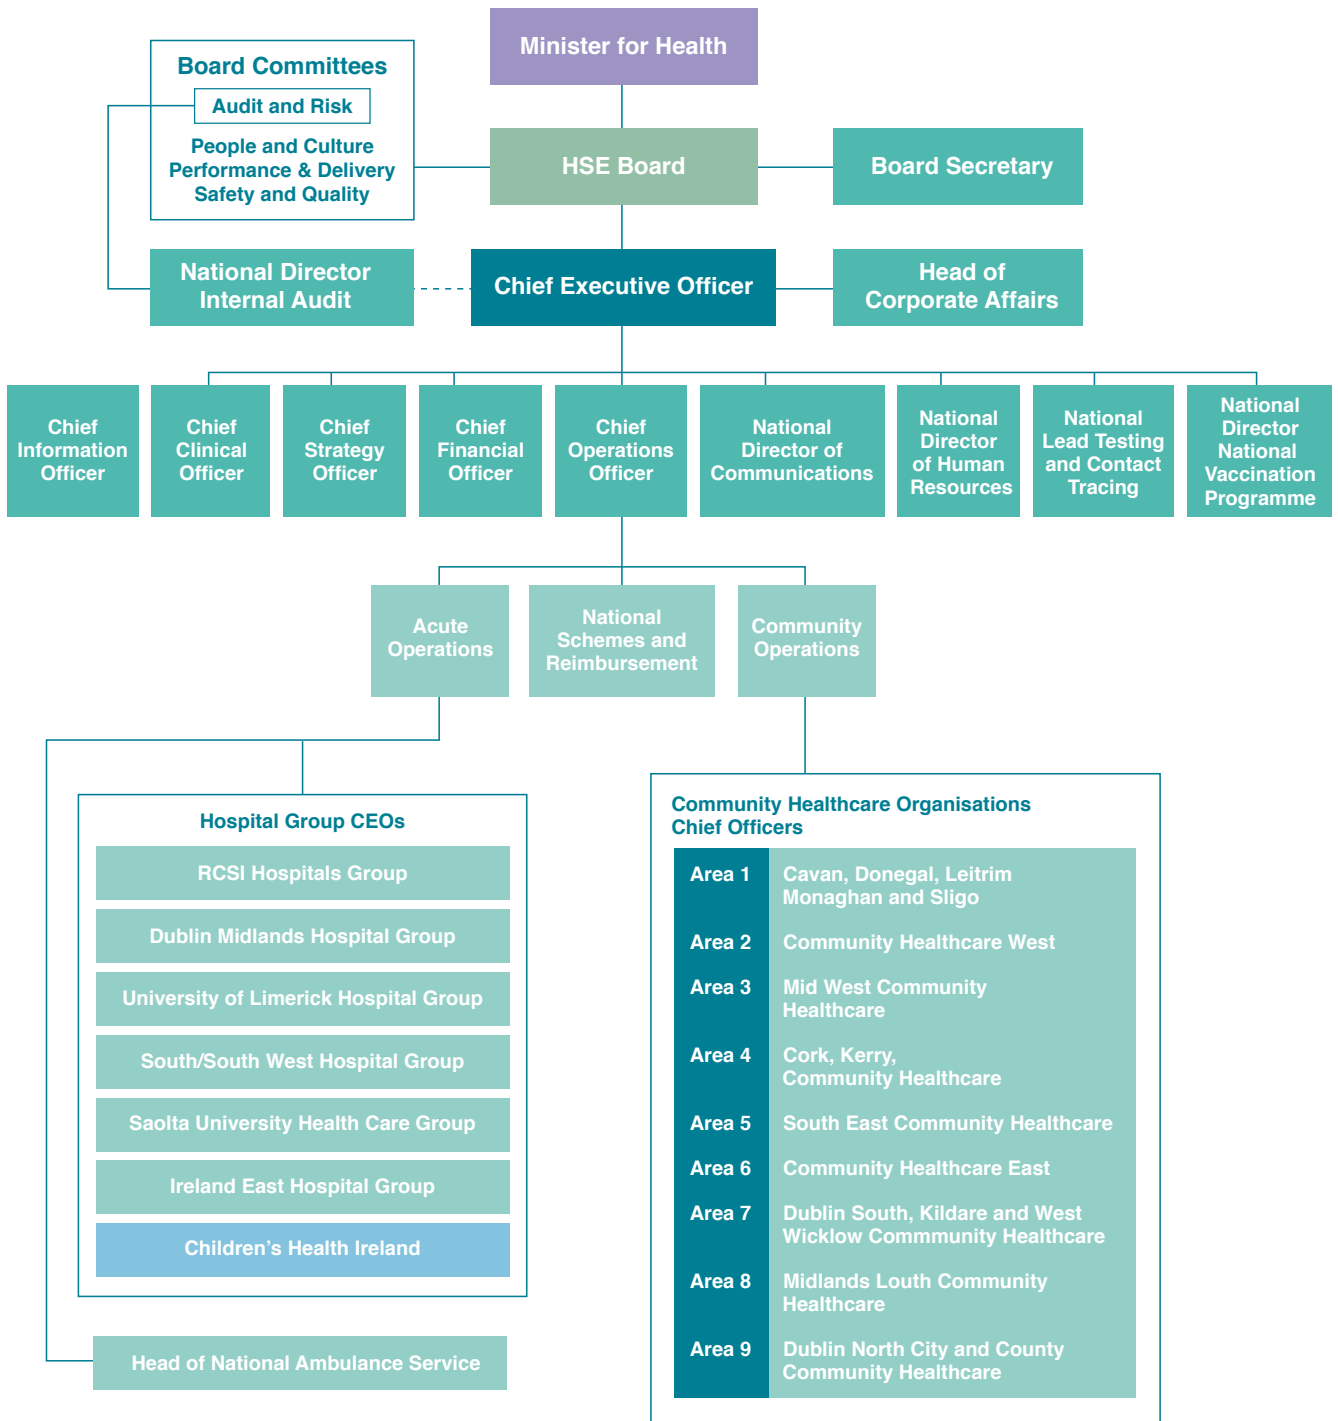 Minister for Health
Board Committees
Audit and Risk
People and Culture
Performance & Delivery
Safety and Quality
HSE Board
Board Secretary
National Director
Internal Audit
Chief Executive Officer
Head of
Corporate Affairs
Chief
Information
Officer
Chief
Clinical
Officer
Chief
Strategy
Officer
Chief
Financial
Officer
Chief
Operations
Officer
National
Director of
Communications
National
Director
of Human
Resources
National
Lead Testing
and Contact
Tracing
National
Director
National
Vaccination
Programme
Acute
Operations
National
Schemes and
Reimbursement
Community
Operations
Hospital Group CEOs
RCSI Hospitals Group
Dublin Midlands Hospital Group
University of Limerick Hospital Group
South/South West Hospital Group
Saolta University Health Care Group
Ireland East Hospital Group
Children’s Health Ireland
Head of National Ambulance Service
Community Healthcare Organisations
Chief Officers
Area 1 Cavan, Donegal, Leitrim
Monaghan and Sligo
Area 2 Community Healthcare West
Area 3 Mid West Community
Healthcare
Area 4 Cork, Kerry,
Community Healthcare
Area 5 South East Community Healthcare
Area 6 Community Healthcare East
Area 7 Dublin South, Kildare and West
Wicklow Commmunity Healthcare
Area 8 Midlands Louth Community
Healthcare
Area 9 Dublin North City and County
Community Healthcare